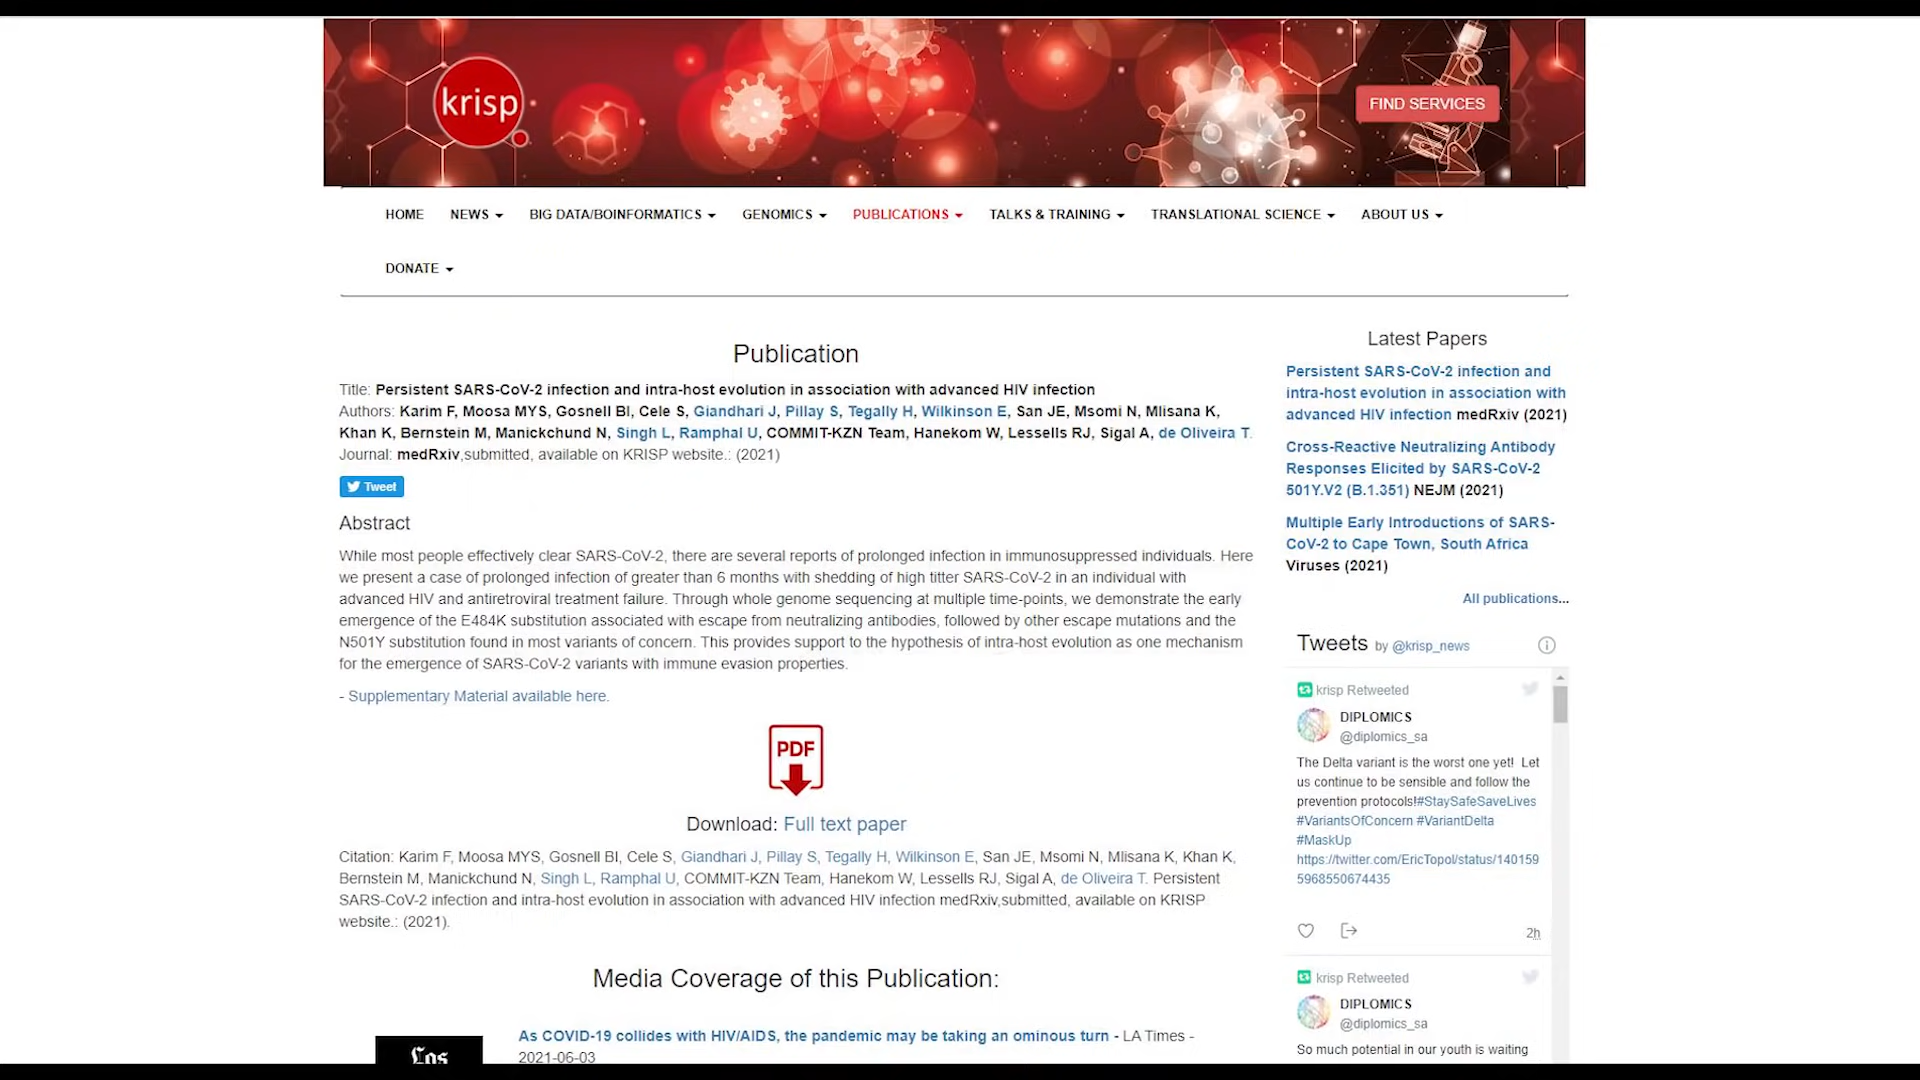 krisp
FIND SERVICES
HOME NEWS BIG DATA/BOINFORMATICS GENOMICS PUBLICATIONS TALKS & TRAINING TRANSLATIONAL SCIENCE ABOUT US
DONATE
Publication
Title: Persistent SARS-CoV-2 infection and intra-host evolution in association with advanced HIV infection
Authors: Karim F, Moosa MYS, Gosnell BI, Cele S, Giandhari J, Pillay S, Tegally H, Wilkinson E, San JE, Msomi N, Mlisana K,
Khan K, Bernstein M, Manickchund N, Singh L, Ramphal U, COMMIT-KZN Team, Hanekom W, Lessells RJ, Sigal A, de Oliveira T.
Journal: medRxiv,submitted, available on KRISP website.: (2021)
Tweet
Abstract
While most people effectively clear SARS-CoV-2, there are several reports of prolonged infection in immunosuppressed individuals. Here
we present a case of prolonged infection of greater than 6 months with shedding of high titter SARS-CoV-2 in an individual with
advanced HIV and antiretroviral treatment failure. Through whole genome sequencing at multiple time-points, we demonstrate the early
emergence of the E484K substitution associated with escape from neutralizing antibodies, followed by other escape mutations and the
N501Y substitution found in most variants of concern. This provides support to the hypothesis of intra-host evolution as one mechanism
for the emergence of SARS-CoV-2 variants with immune evasion properties.
- Supplementary Material available here.
PDF
Download: Full text paper
Citation: Karim F, Moosa MYS, Gosnell BI, Cele S, Giandhari J, Pillay S, Tegally H, Wilkinson E, San JE, Msomi N, Mlisana K, Khan K,
Bernstein M, Manickchund N, Singh L, Ramphal U, COMMIT-KZN Team, Hanekom W, Lessells RJ, Sigal A, de Oliveira T. Persistent
SARS-CoV-2 infection and intra-host evolution in association with advanced HIV infection medRxiv,submitted, available on KRISP
website.: (2021).
Media Coverage of this Publication:
Los
As COVID-19 collides with HIV/AIDS, the pandemic may be taking an ominous turn - LA Times -
2021-06-03
Latest Papers
Persistent SARS-CoV-2 infection and
intra-host evolution in association with
advanced HIV infection medRxiv (2021)
Cross-Reactive Neutralizing Antibody
Responses Elicited by SARS-CoV-2
501Y.V2 (B.1.351) NEJM (2021)
Multiple Early Introductions of SARS-
CoV-2 to Cape Town, South Africa
Viruses (2021)
All publications...
Tweets by @krisp_news
krisp Retweeted
DIPLOMICS
@diplomics_sa
The Delta variant is the worst one yet! Let
us continue to be sensible and follow the
prevention protocols!#StaySafeSaveLives
#VariantsOfConcern #VariantDelta
#MaskUp
https://twitter.com/EricTopol/status/140159
5968550674435
2h
krisp Retweeted
DIPLOMICS
@diplomics_sa
So much potential in our youth is waiting